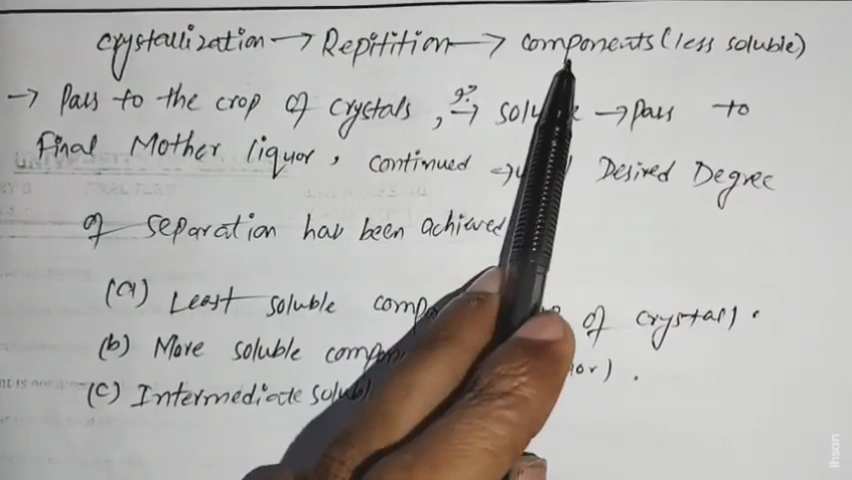 crystallization → Repitition → components (less soluble)
→ Pass to the crop of crystals, → → Pass to
Final Mother liquor, continued → Desired Degree
of separation has been achieved
(a) Least soluble of crystals.
(b) More soluble
(c) Intermediate
Ihsan